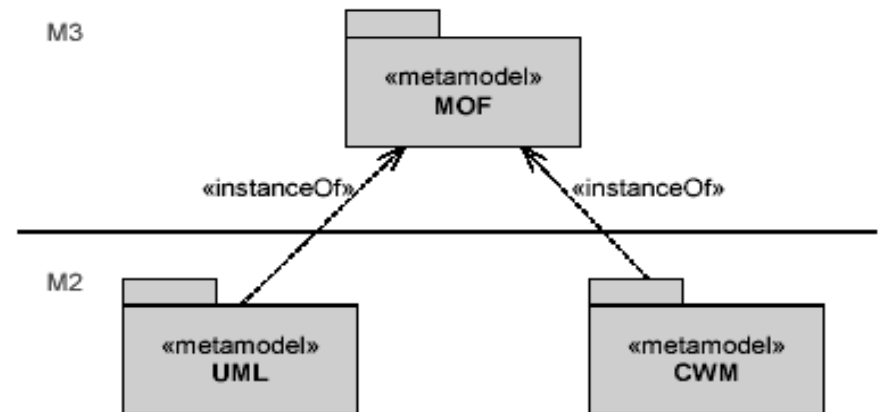 M3
«metamodel»
MOF
«instanceOf» «instanceOf»
M2
«metamodel» «metamodel»
UML CWM